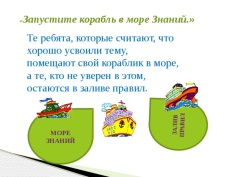 «Запустите корабль в море Знаний.»
Те ребята, которые считают, что
хорошо усвоили тему,
помещают свой кораблик в море,
а те, кто не уверен в этом,
остаются в заливе правил.
МОРЕ
ЗНАНИЙ
ЗАЛИВ
ПРАВИЛ